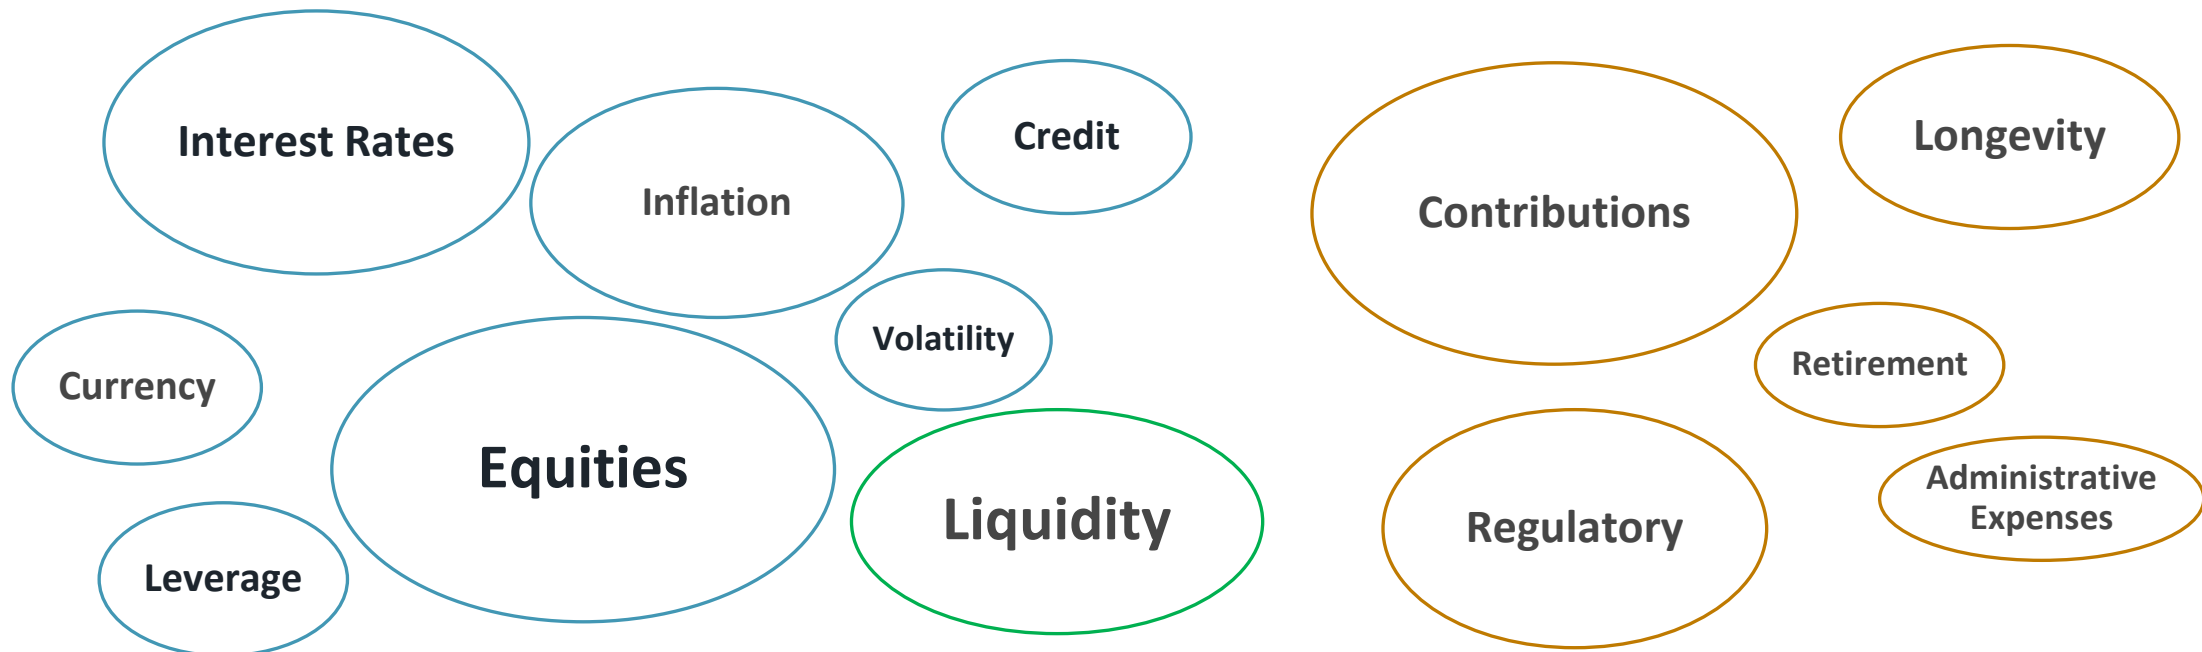 Interest Rates
Inflation
Credit
Volatility
Currency
Equities
Leverage
Liquidity
Contributions
Longevity
Retirement
Regulatory
Administrative
Expenses